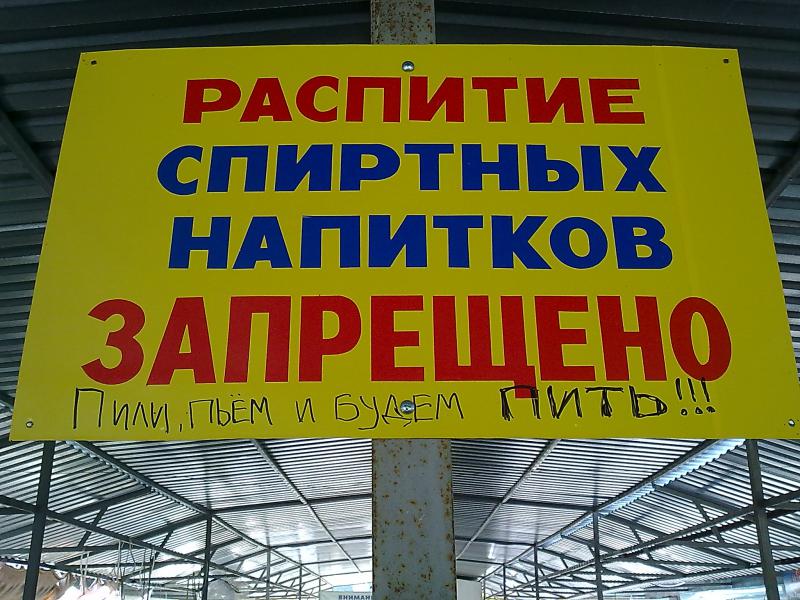 РАСПИТИЕ
СПИРТНЫХ
НАПИТКОВ
ЗАПРЕЩЕНО
Пили, пьём и будем ПИТЬ!!!